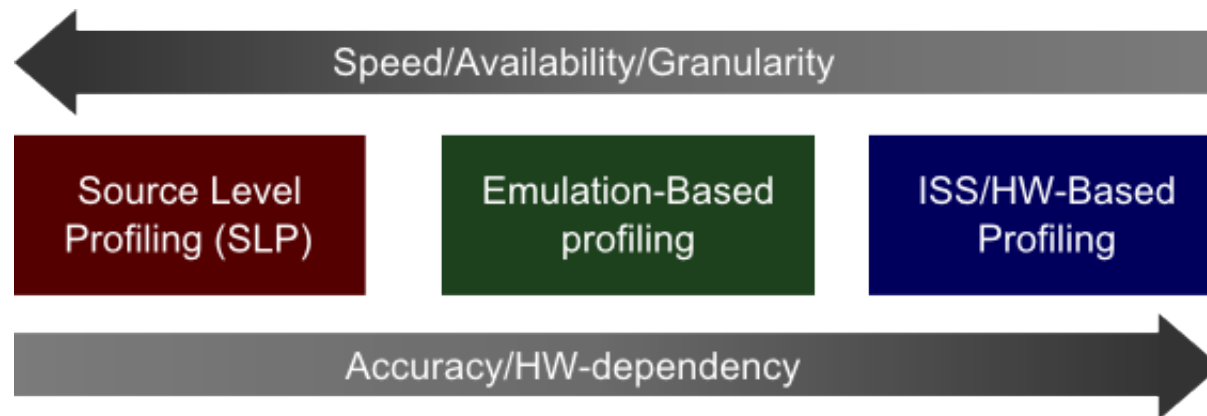 Speed/Availability/Granularity
Source Level
Profiling (SLP)
Emulation-Based
profiling
ISS/HW-Based
Profiling
Accuracy/HW-dependency